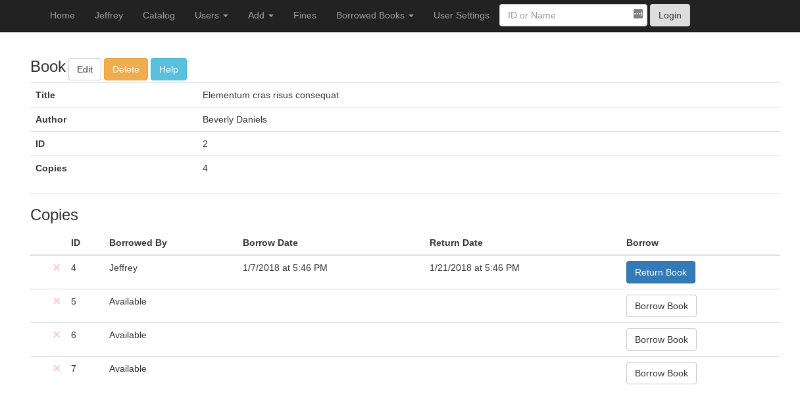 Home Jeffrey Catalog Users Add Fines Borrowed Books User Settings ID or Name Login
Book Edit Delete Help
Title Elementum cras risus consequat
Author Beverly Daniels
ID 2
Copies 4
Copies
ID Borrowed By Borrow Date Return Date Borrow
4 Jeffrey 1/7/2018 at 5:46 PM 1/21/2018 at 5:46 PM Return Book
5 Available Borrow Book
6 Available Borrow Book
7 Available Borrow Book